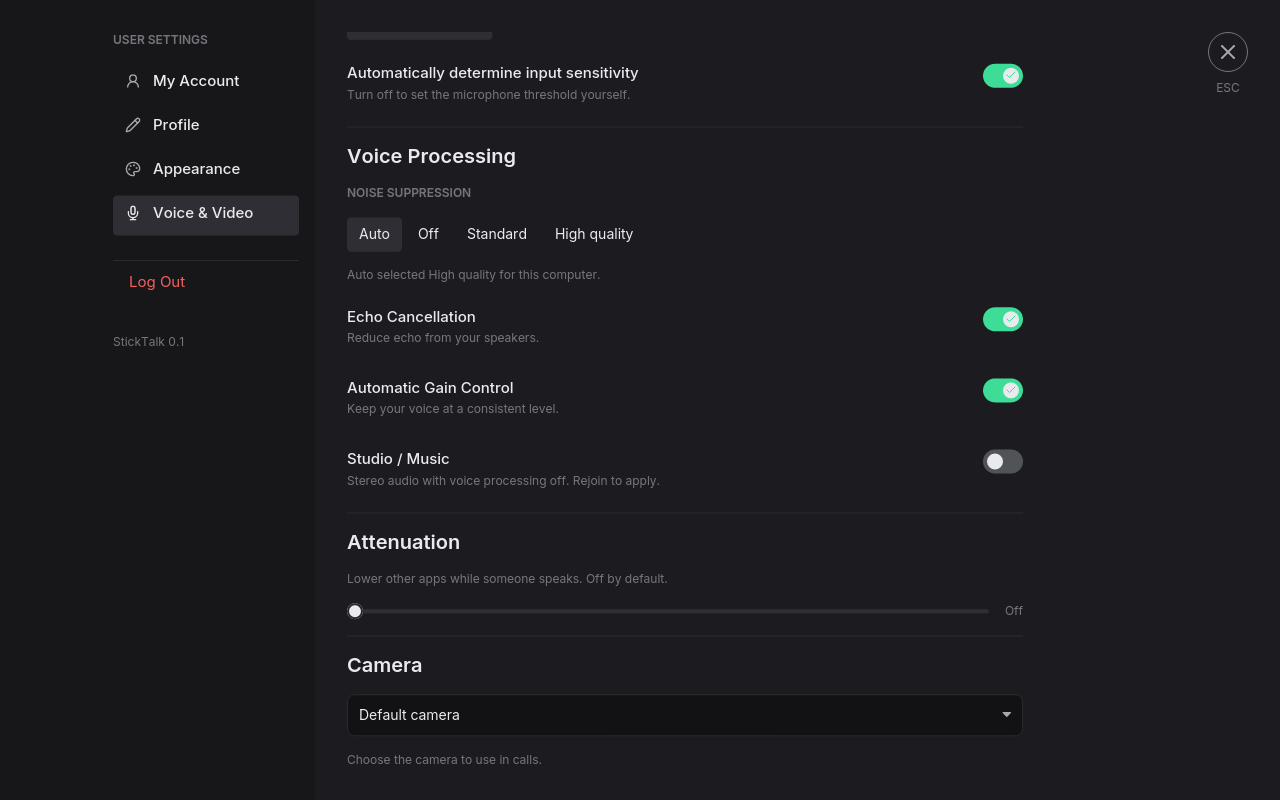 USER SETTINGS
My Account
Profile
Appearance
Voice & Video
Log Out
StickTalk 0.1
Automatically determine input sensitivity
Turn off to set the microphone threshold yourself.
Voice Processing
NOISE SUPPRESSION
Auto Off Standard High quality
Auto selected High quality for this computer.
Echo Cancellation
Reduce echo from your speakers.
Automatic Gain Control
Keep your voice at a consistent level.
Studio / Music
Stereo audio with voice processing off. Rejoin to apply.
Attenuation
Lower other apps while someone speaks. Off by default.
Off
Camera
Default camera
Choose the camera to use in calls.
ESC